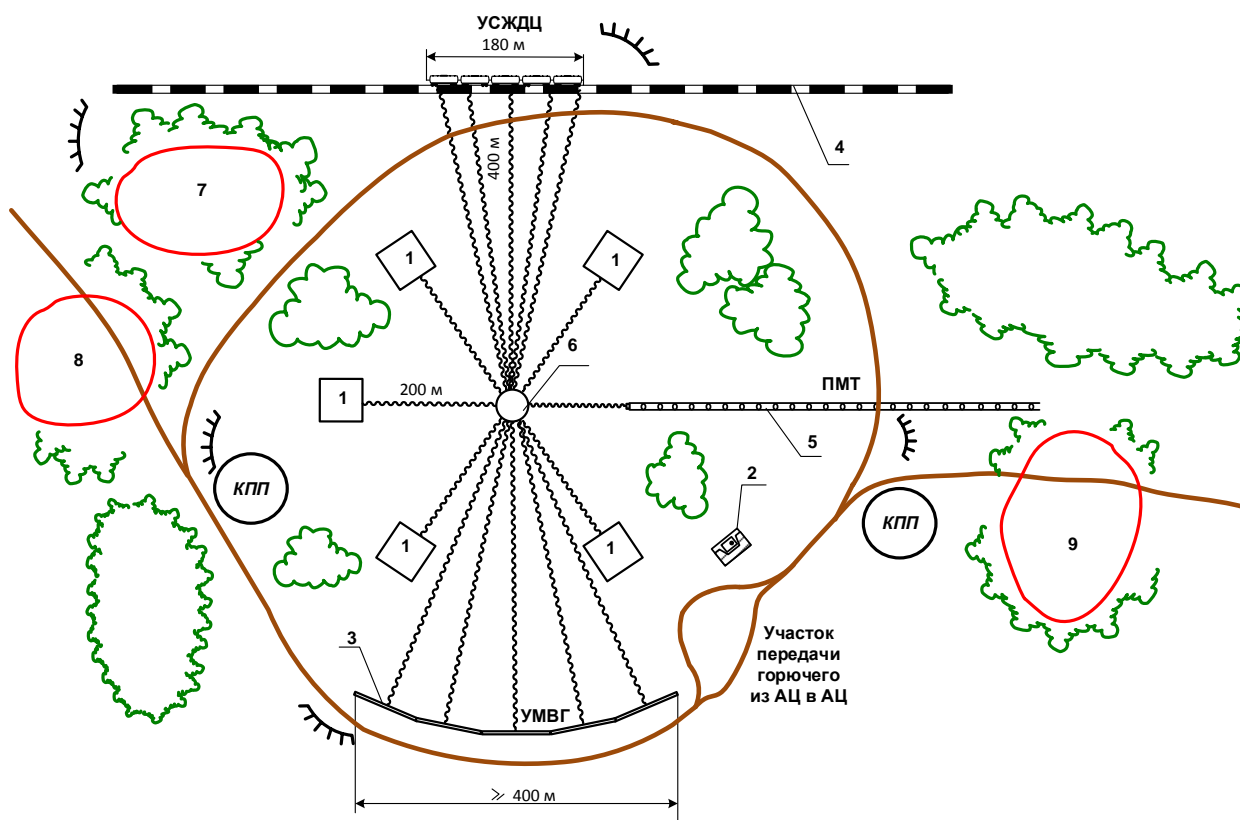 УСЖДЦ
180 м
4
400 м
7
1
1
6
8
ПМТ
1
200 м
5
КПП
2
КПП
9
1
1
3
Участок
передачи
горючего
из АЦ в АЦ
УМВГ
⩾ 400 м